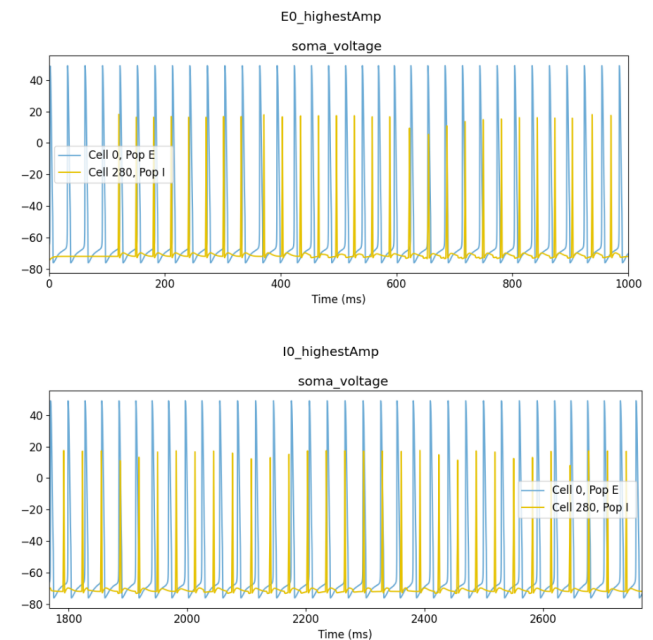 E0_highestAmp
soma_voltage
40
20
0
−20
−40
−60
−80
Cell 0, Pop E
Cell 280, Pop I
0 200 400 600 800 1000
Time (ms)
I0_highestAmp
soma_voltage
40
20
0
−20
−40
−60
−80
Cell 0, Pop E
Cell 280, Pop I
1800 2000 2200 2400 2600
Time (ms)